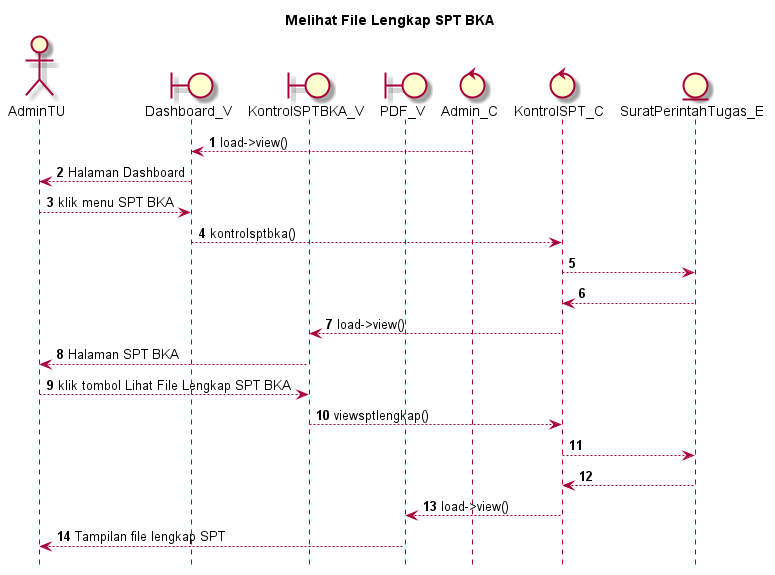 Melihat File Lengkap SPT BKA
AdminTU
Dashboard_V
KontrolSPTBKA_V
PDF_V
Admin_C
KontrolSPT_C
SuratPerintahTugas_E
1 load->view()
2 Halaman Dashboard
3 klik menu SPT BKA
4 kontrolsptbka()
5
6
7 load->view()
8 Halaman SPT BKA
9 klik tombol Lihat File Lengkap SPT BKA
10 viewsptlengkap()
11
12
13 load->view()
14 Tampilan file lengkap SPT